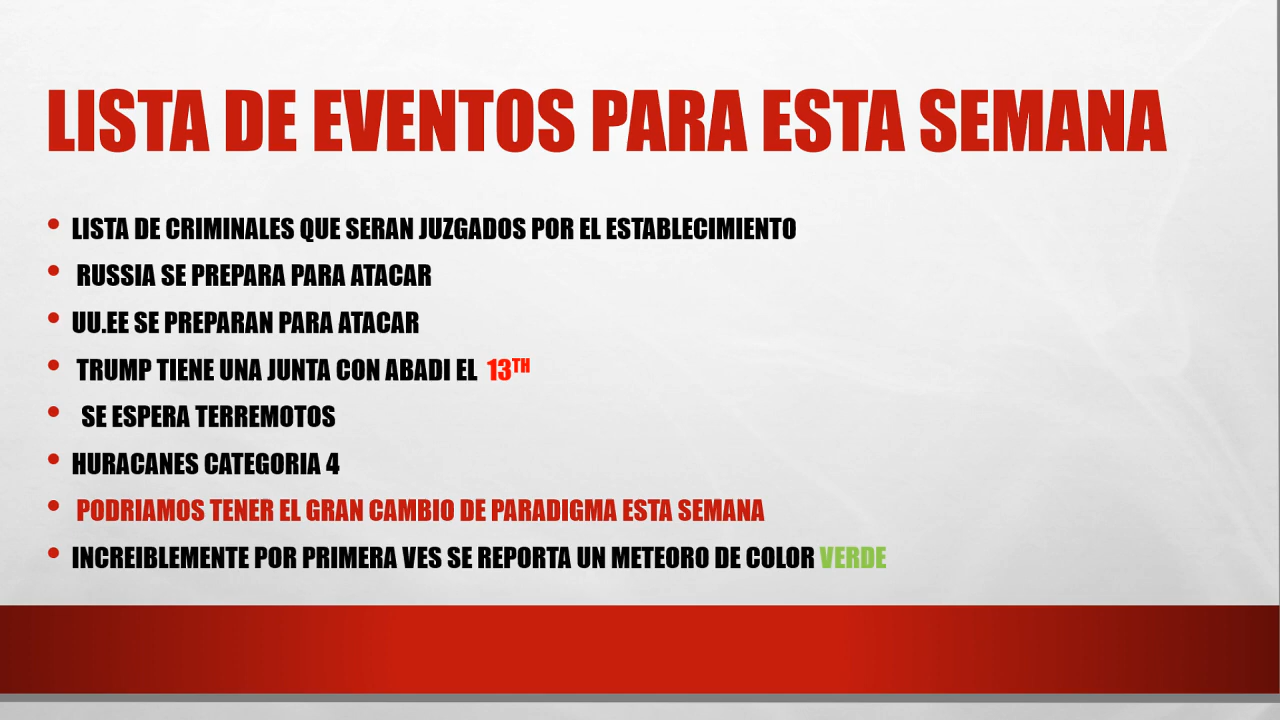 LISTA DE EVENTOS PARA ESTA SEMANA
• LISTA DE CRIMINALES QUE SERAN JUZGADOS POR EL ESTABLECIMIENTO
• RUSSIA SE PREPARA PARA ATACAR
• UU.EE SE PREPARAN PARA ATACAR
• TRUMP TIENE UNA JUNTA CON ABADI EL 13TH
• SE ESPERA TERREMOTOS
• HURACANES CATEGORIA 4
• PODRIAMOS TENER EL GRAN CAMBIO DE PARADIGMA ESTA SEMANA
• INCREIBLEMENTE POR PRIMERA VES SE REPORTA UN METEORO DE COLOR VERDE